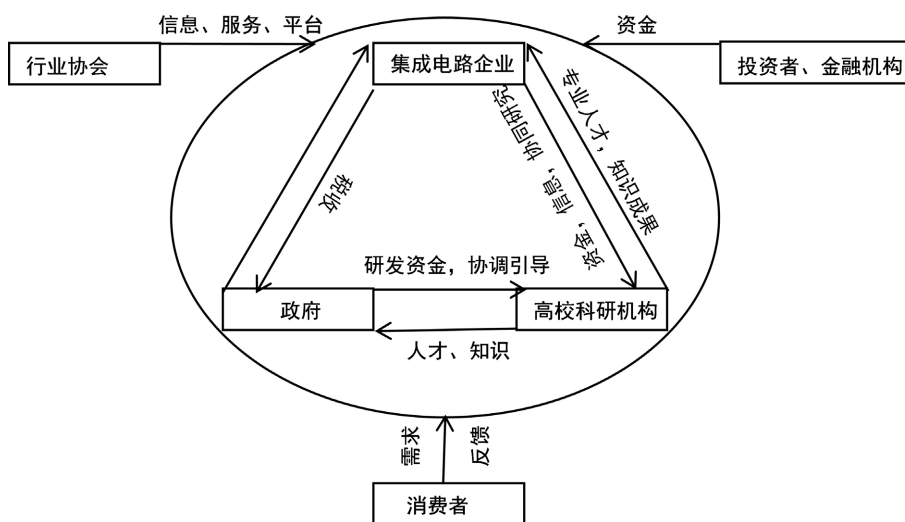 信息、服务、平台
资金
行业协会
集成电路企业
投资者、金融机构
专业人才，知识成果
资金，信息，协同研究
税收
研发资金，协调引导
政府
高校科研机构
人才、知识
需求
反馈
消费者